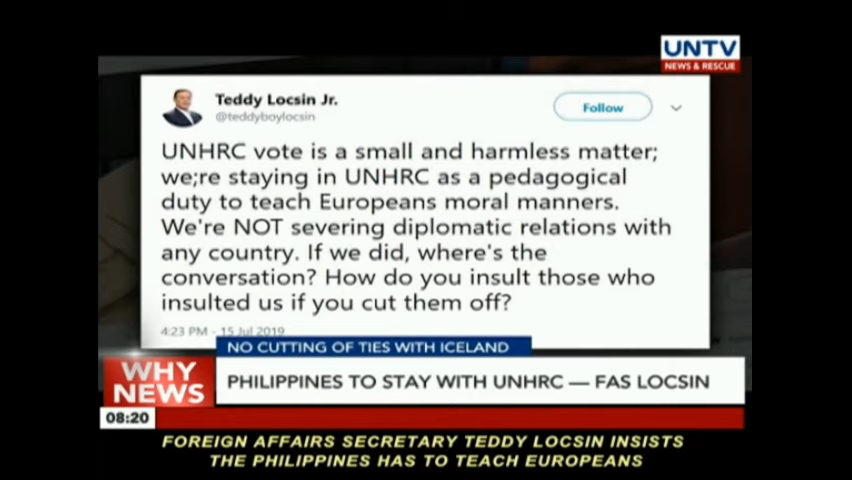 UNTV
NEWS & RESCUE
Teddy Locsin Jr.
@teddyboylocsin
Follow
UNHRC vote is a small and harmless matter;
we;re staying in UNHRC as a pedagogical
duty to teach Europeans moral manners.
We're NOT severing diplomatic relations with
any country. If we did, where's the
conversation? How do you insult those who
insulted us if you cut them off?
4:23 PM - 15 Jul 2019
NO CUTTING OF TIES WITH ICELAND
WHY
NEWS
PHILIPPINES TO STAY WITH UNHRC — FAS LOCSIN
08:20
FOREIGN AFFAIRS SECRETARY TEDDY LOCSIN INSISTS
THE PHILIPPINES HAS TO TEACH EUROPEANS